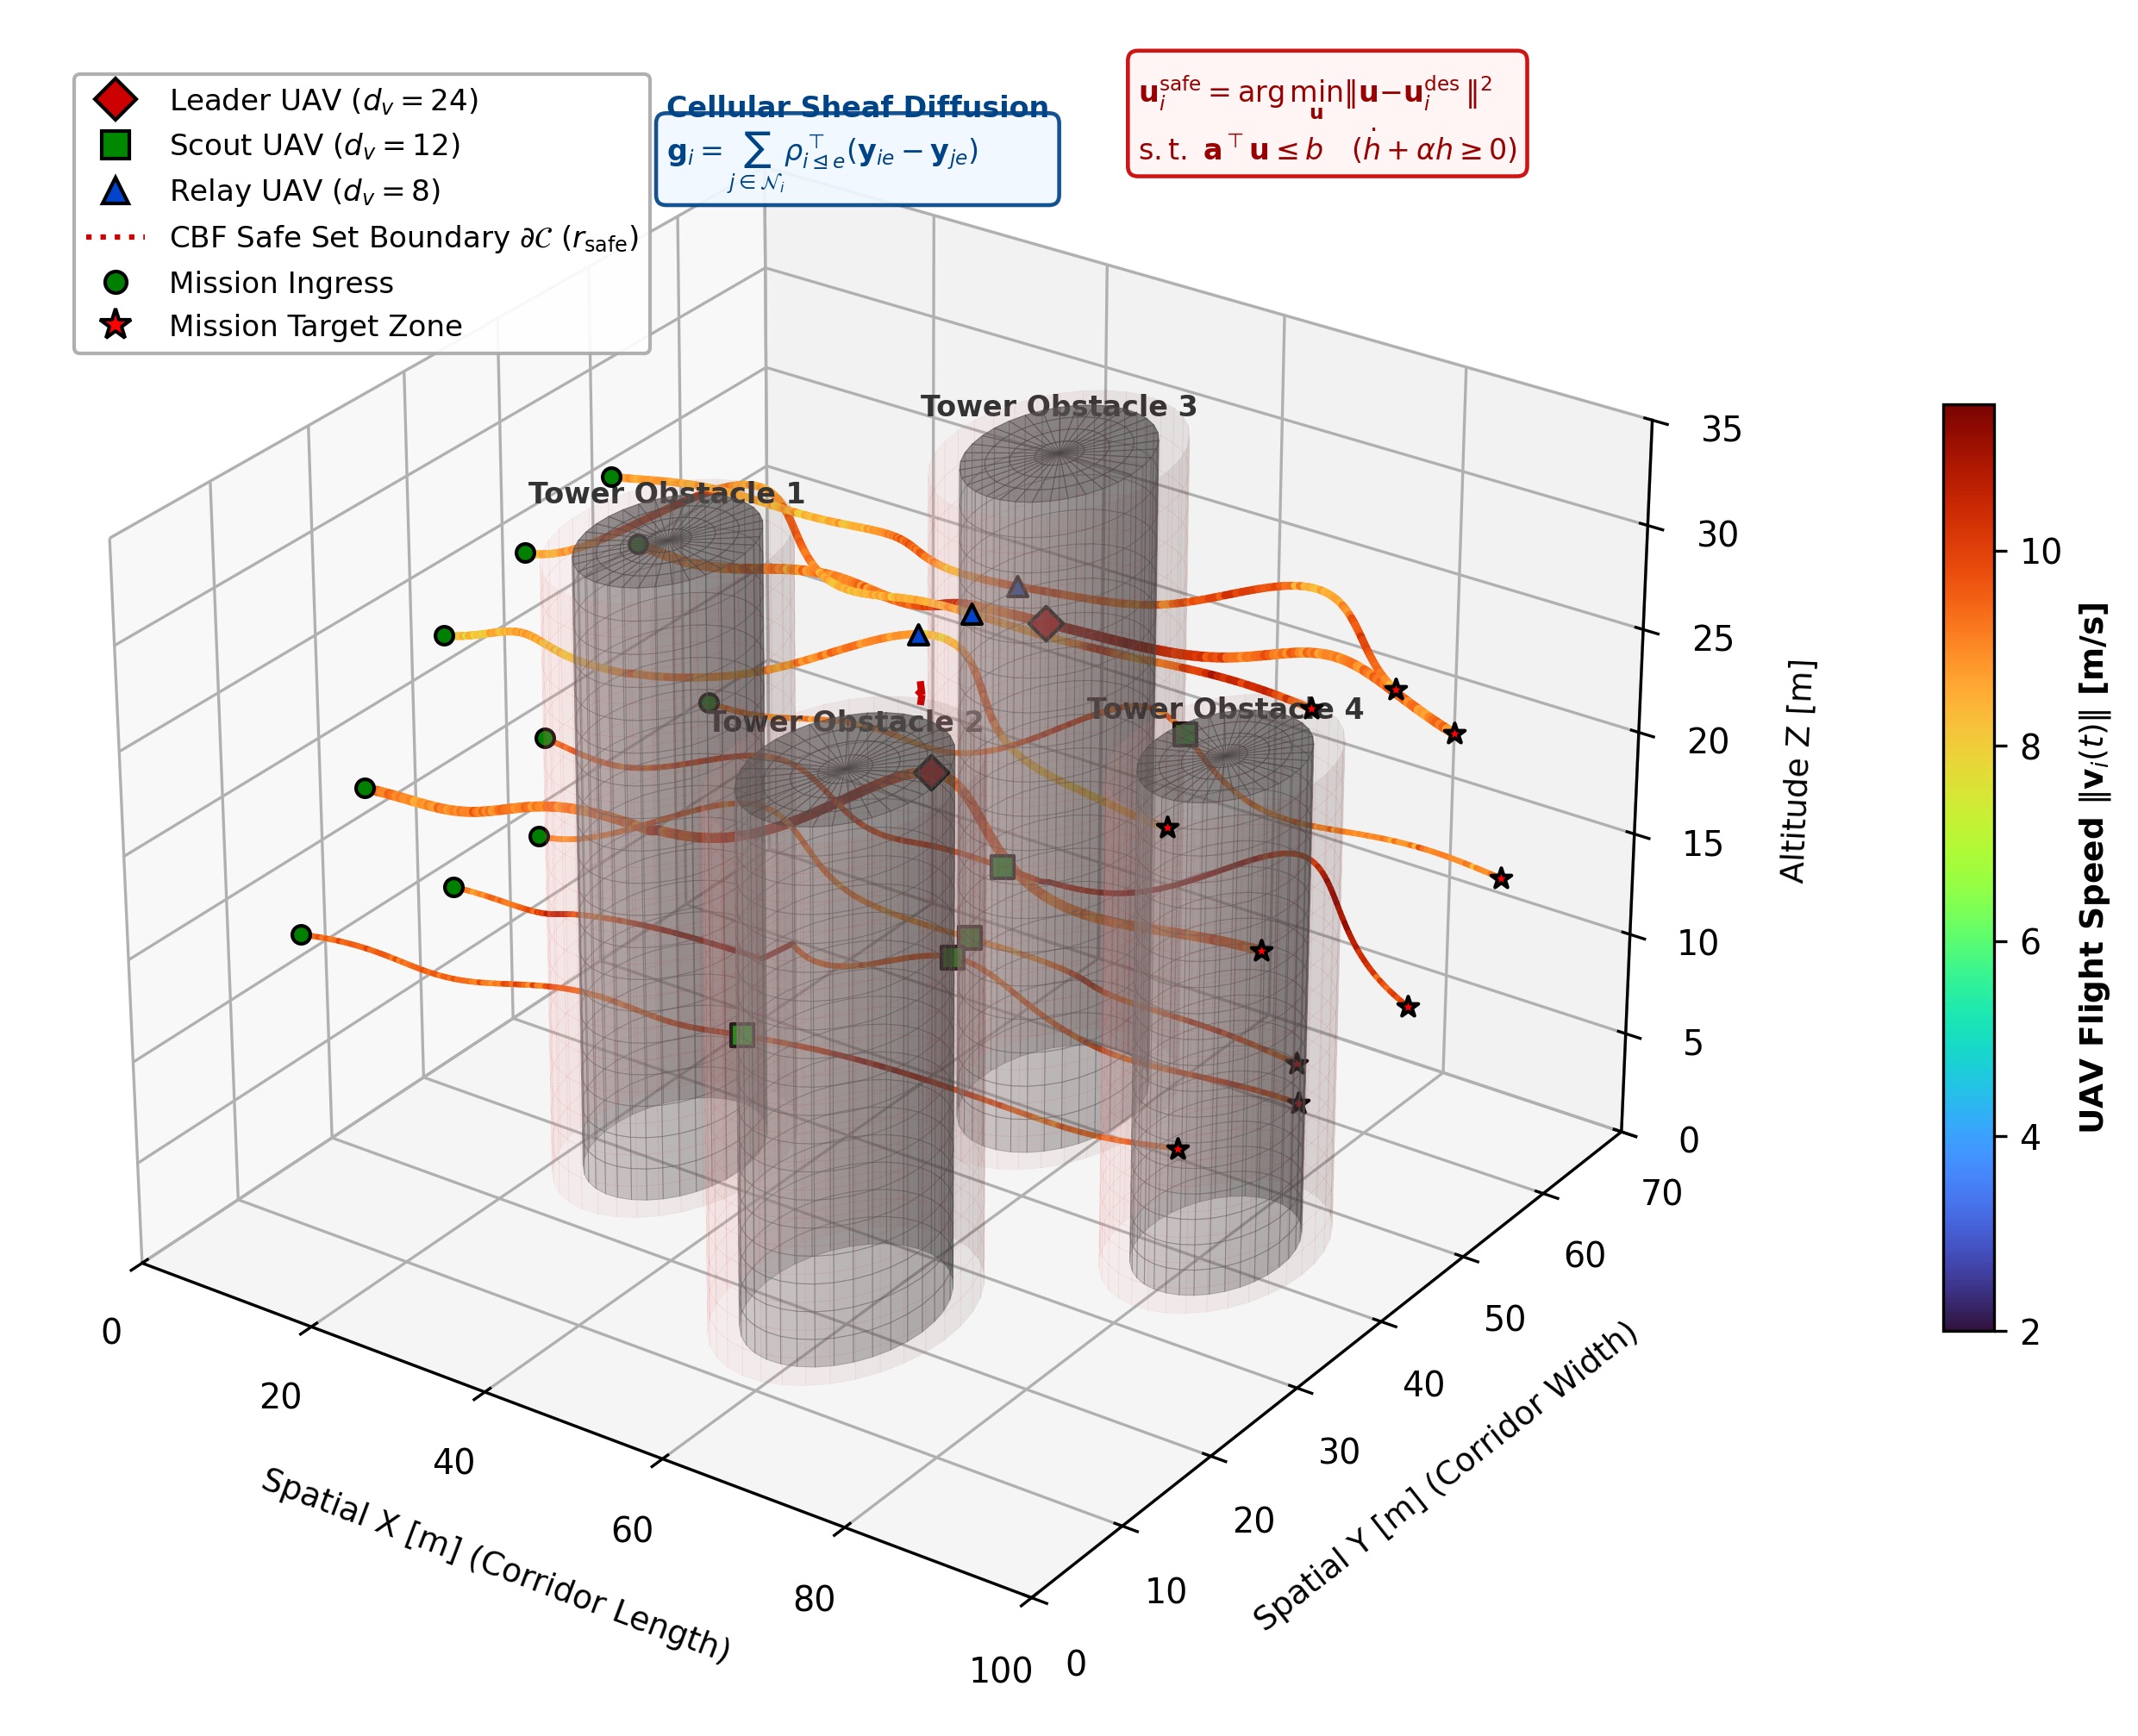 Leader UAV (d_v = 24)
Scout UAV (d_v = 12)
Relay UAV (d_v = 8)
CBF Safe Set Boundary ∂𝒞 (r_safe)
Mission Ingress
Mission Target Zone
Cellular Sheaf Diffusion
g_i = ∑_{j∈𝒩_i} ρ_{i⊴e}^⊤ (y_{ie} − y_{je})
u_i^safe = arg min_u ‖u−u_i^des‖²
s.t. a^⊤ u ≤ b (ḣ + αh ≥ 0)
Tower Obstacle 3
Tower Obstacle 1
Tower Obstacle 2
Tower Obstacle 4
35
30
25
20
15
10
5
0
Altitude Z [m]
0
20
40
60
80
100
Spatial X [m] (Corridor Length)
0
10
20
30
40
50
60
70
Spatial Y [m] (Corridor Width)
10
8
6
4
2
UAV Flight Speed ‖v_i(t)‖ [m/s]